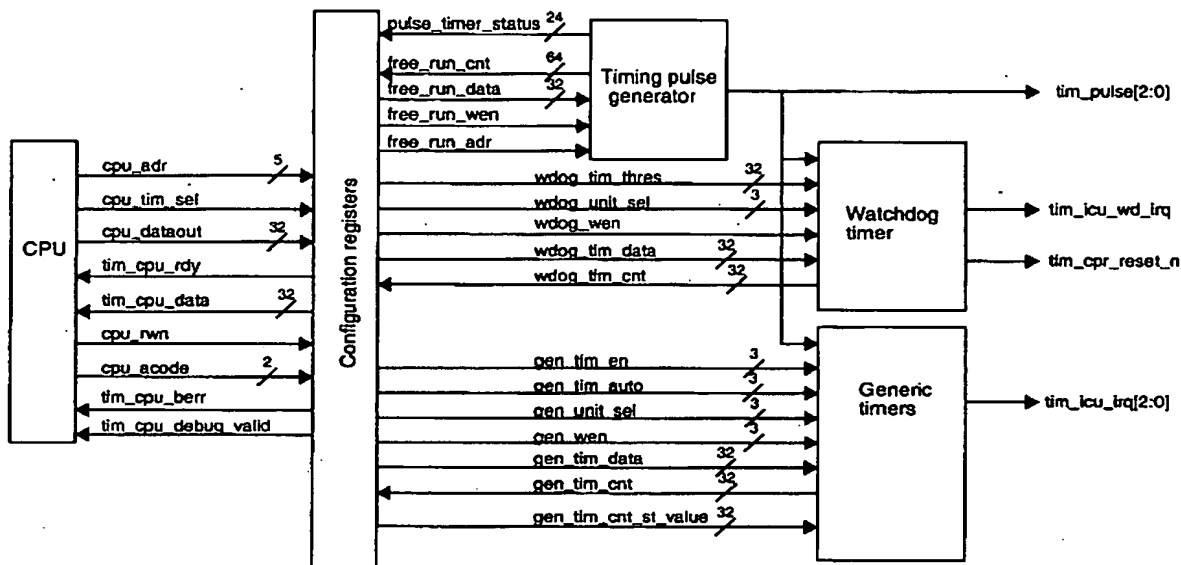 pulse_timer_status 24
free_run_cnt 64
free_run_data 32
free_run_wen
free_run_adr
Timing pulse
generator
tim_pulse[2:0]
CPU
cpu_adr 5
cpu_tim_sel
cpu_dataout 32
tim_cpu_rdy
tim_cpu_data 32
cpu_rwn
cpu_acode 2
tim_cpu_berr
tim_cpu_debug_valid
Configuration registers
wdog_tim_thres 32
wdog_unit_sel 3
wdog_wen
wdog_tim_data 32
wdog_tim_cnt 32
Watchdog
timer
tim_icu_wd_irq
tim_cpr_reset_n
gen_tim_en 3
gen_tim_auto 3
gen_unit_sel 3
gen_wen 3
gen_tim_data 32
gen_tim_cnt 32
gen_tim_cnt_st_value 32
Generic
timers
tim_icu_irq[2:0]